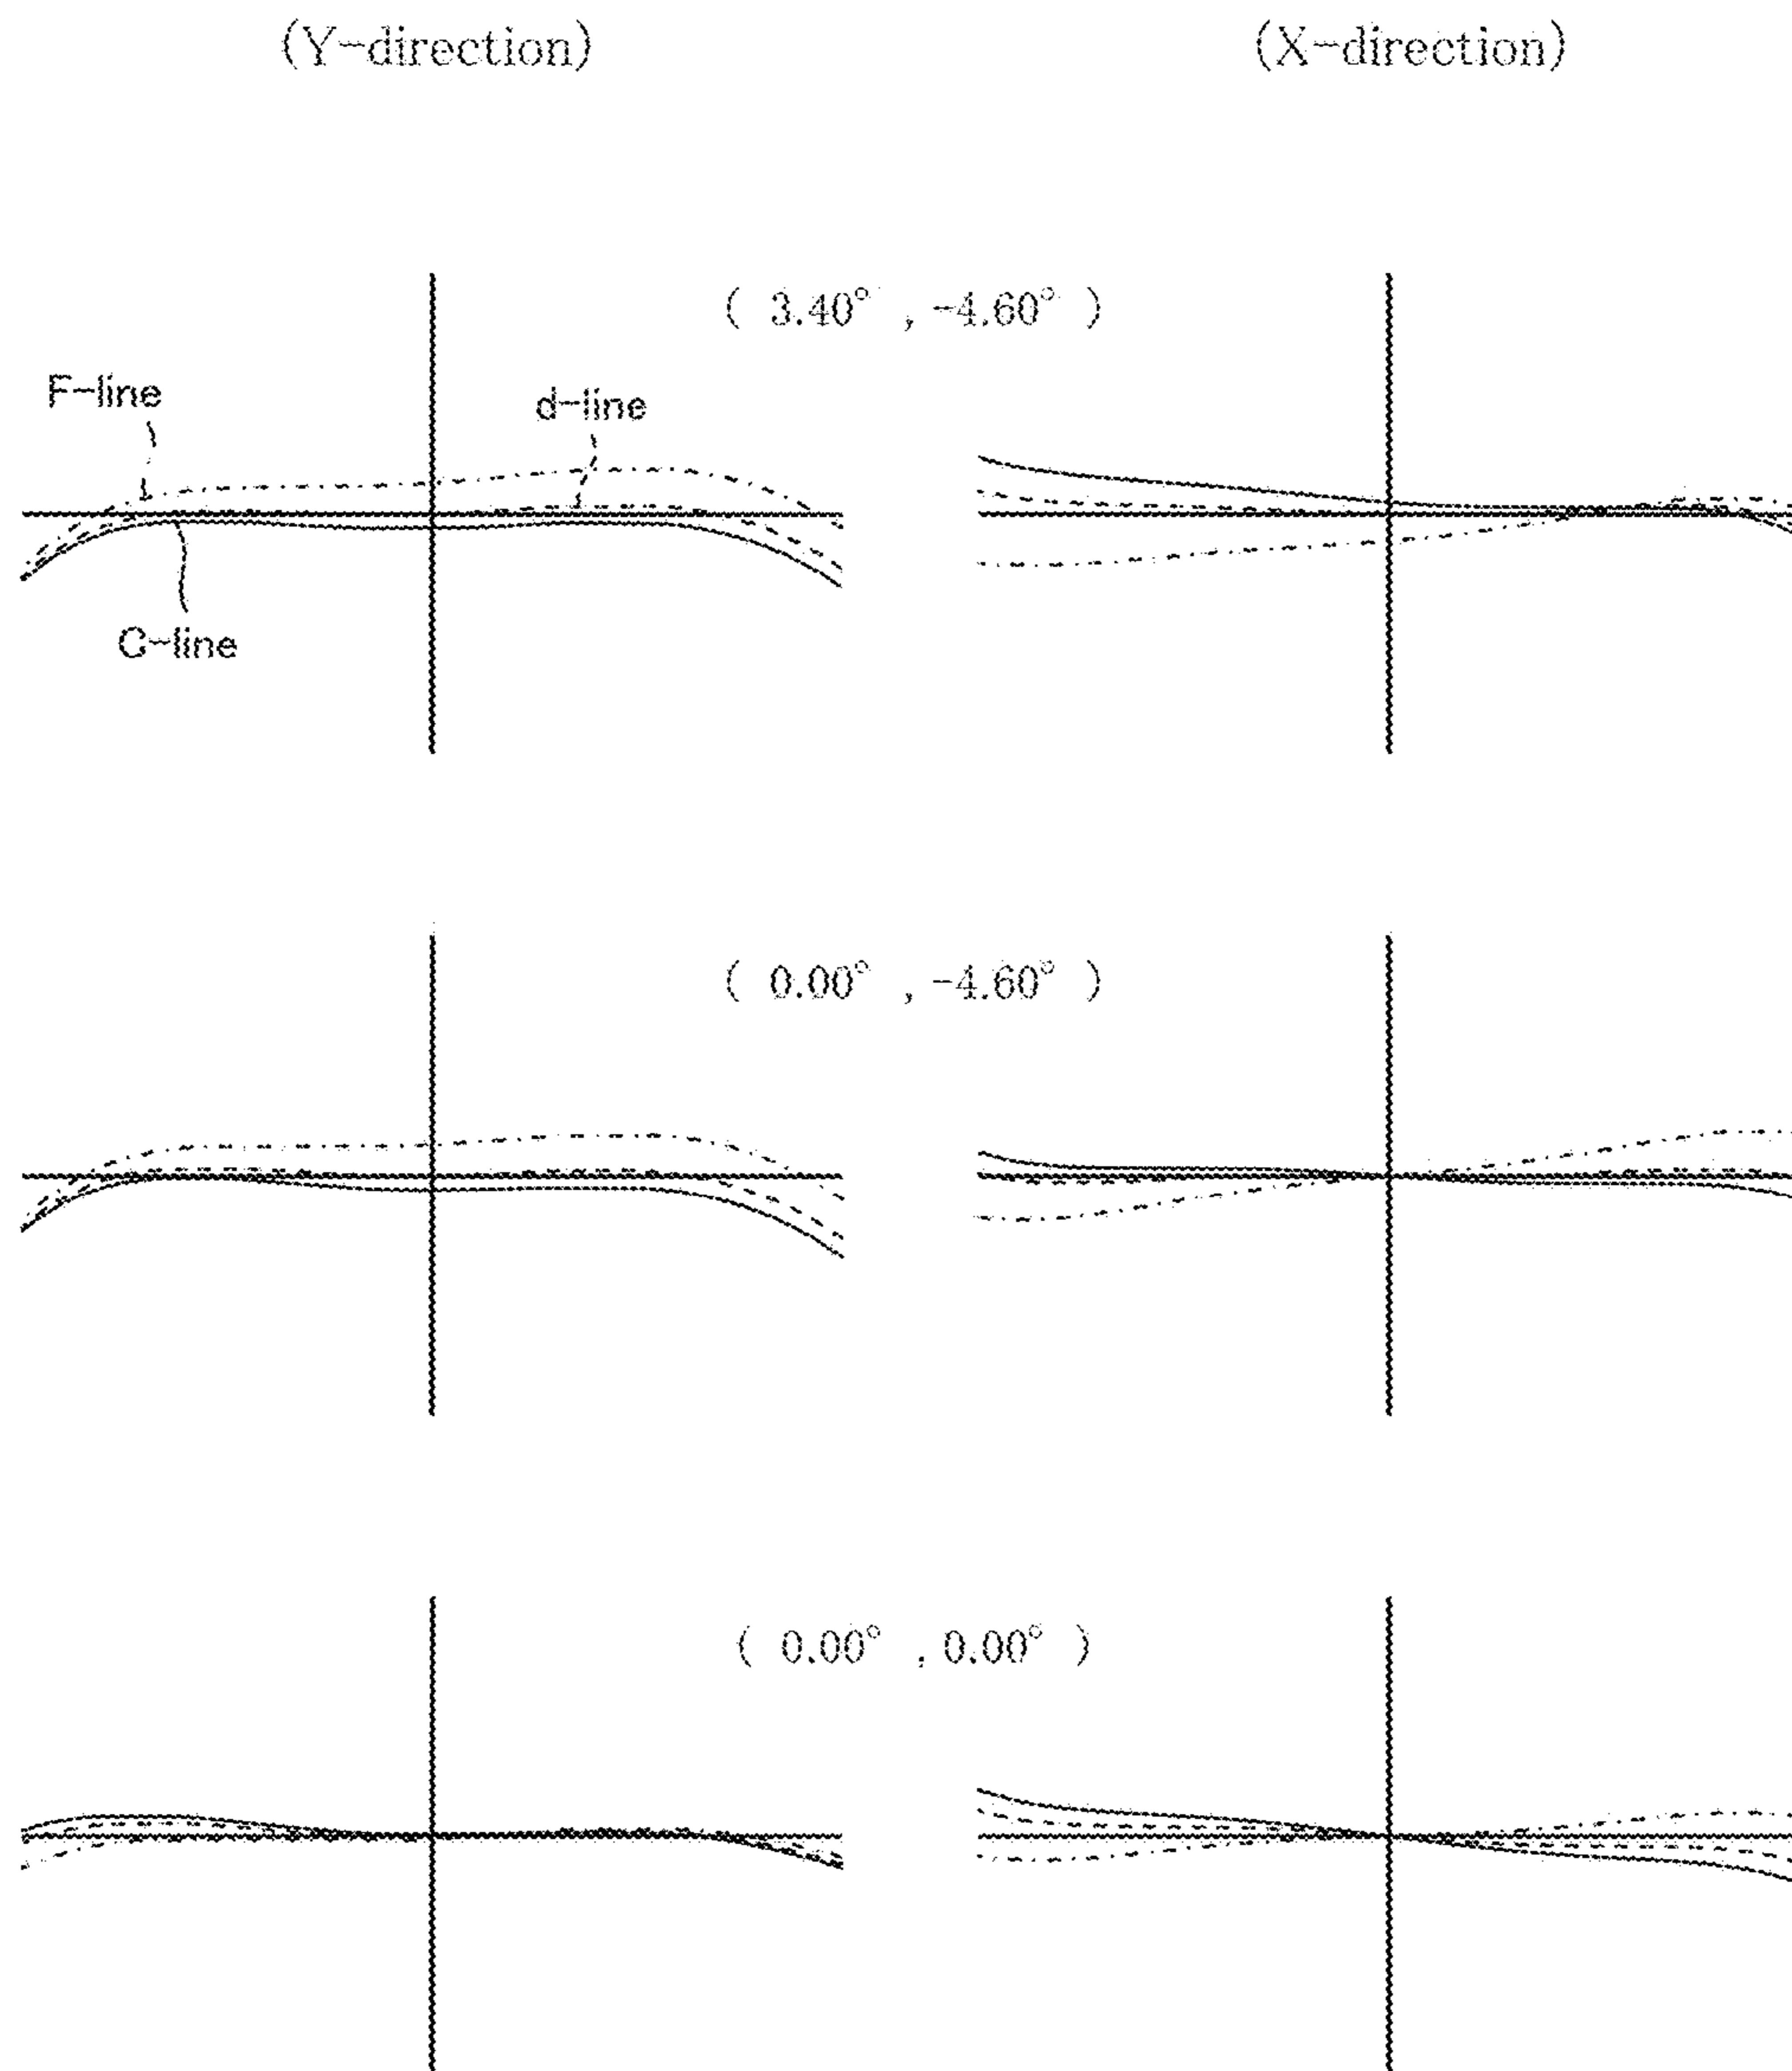 (Y-direction) (X-direction)
( 3.40° , -4.60° )
F-line
d-line
C-line
( 0.00° , -4.60° )
( 0.00° , 0.00° )